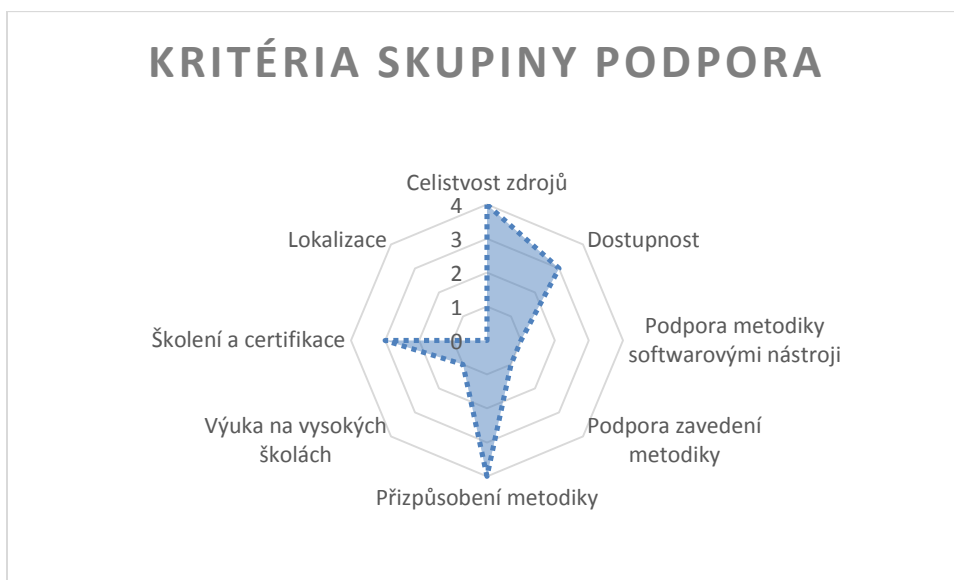 KRITÉRIA SKUPINY PODPORA
Celistvost zdrojů
4
Lokalizace
Dostupnost
3
2
1
Školení a certifikace
0
Podpora metodiky
softwarovými nástroji
Výuka na vysokých
školách
Podpora zavedení
metodiky
Přizpůsobení metodiky